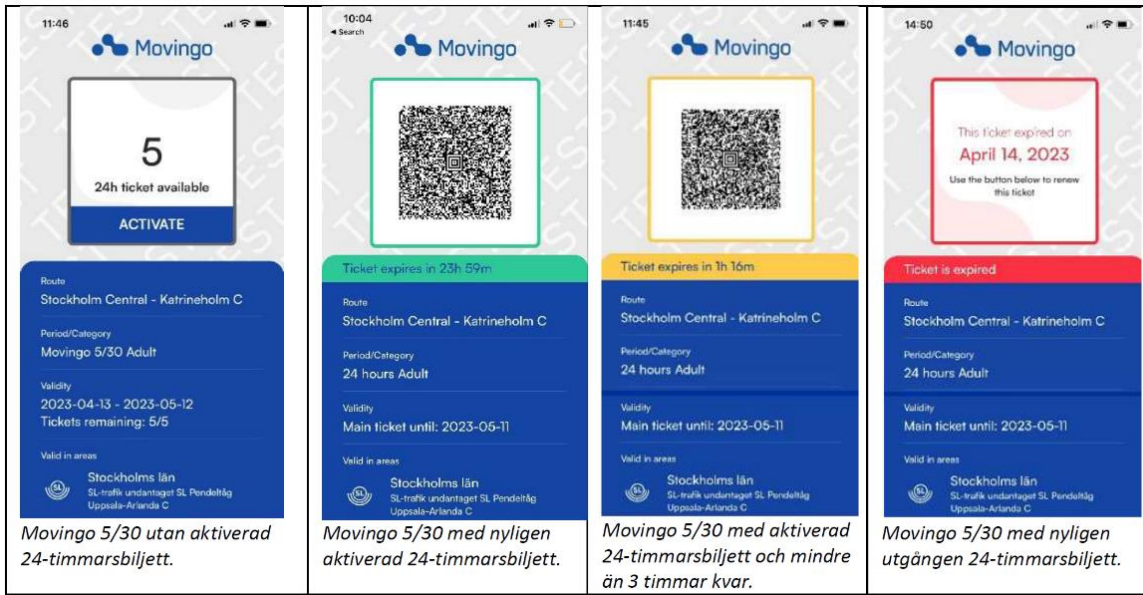 11:46
Movingo
5
24h ticket available
ACTIVATE
Route
Stockholm Central - Katrineholm C
Period/Category
Movingo 5/30 Adult
Validity
2023-04-13 - 2023-05-12
Tickets remaining: 5/5
Valid in areas
SL
Stockholms län
SL-trafik undantaget SL Pendeltåg
Uppsala-Arlanda C
Movingo 5/30 utan aktiverad
24-timmarsbiljett.
10:04
Search
Movingo
Ticket expires in 23h 59m
Route
Stockholm Central - Katrineholm C
Period/Category
24 hours Adult
Validity
Main ticket until: 2023-05-11
Valid in areas
SL
Stockholms län
SL-trafik undantaget SL Pendeltåg
Uppsala-Arlanda C
Movingo 5/30 med nyligen
aktiverad 24-timmarsbiljett.
11:45
Movingo
Ticket expires in 1h 16m
Route
Stockholm Central - Katrineholm C
Period/Category
24 hours Adult
Validity
Main ticket until: 2023-05-11
Valid in areas
SL
Stockholms län
SL-trafik undantaget SL Pendeltåg
Uppsala-Arlanda C
Movingo 5/30 med aktiverad
24-timmarsbiljett och mindre
än 3 timmar kvar.
14:50
Movingo
This ticket expired on
April 14, 2023
Use the button below to renew
this ticket
Ticket is expired
Route
Stockholm Central - Katrineholm C
Period/Category
24 hours Adult
Validity
Main ticket until: 2023-05-11
Valid in areas
SL
Stockholms län
SL-trafik undantaget SL Pendeltåg
Uppsala-Arlanda C
Movingo 5/30 med nyligen
utgången 24-timmarsbiljett.